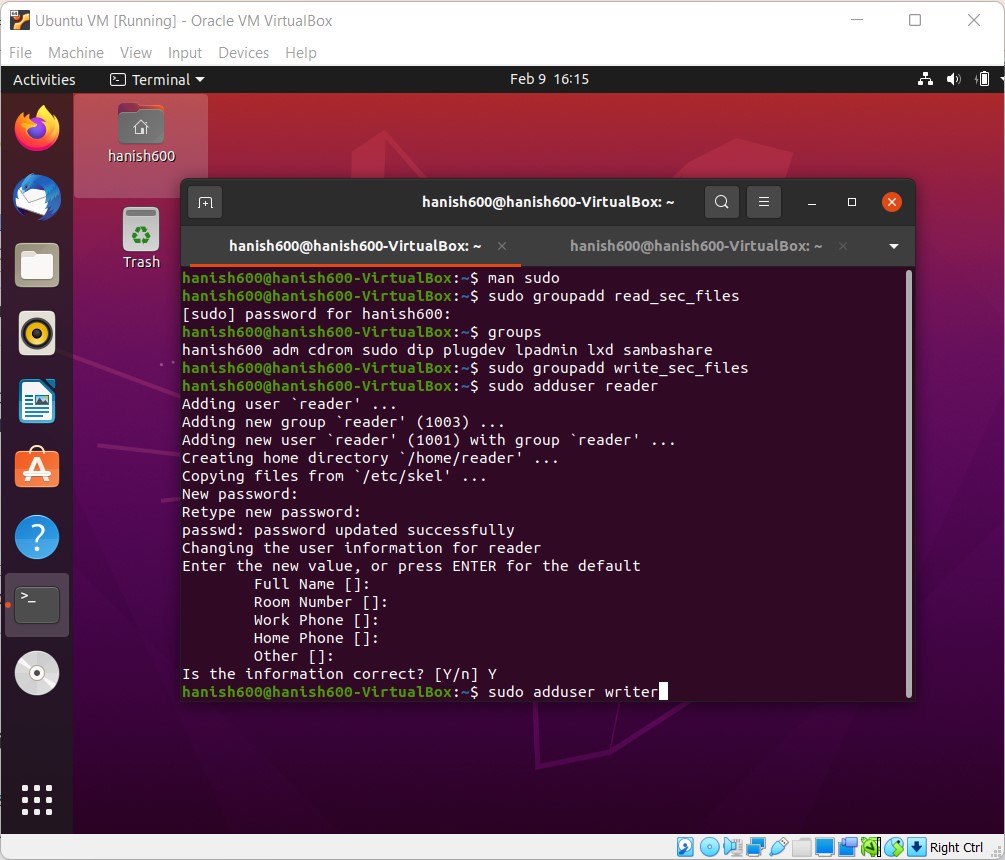 Ubuntu VM [Running] - Oracle VM VirtualBox
File Machine View Input Devices Help
Activities Terminal Feb 9 16:15
hanish600
Trash
hanish600@hanish600-VirtualBox: ~
hanish600@hanish600-VirtualBox: ~ hanish600@hanish600-VirtualBox: ~
hanish600@hanish600-VirtualBox:~$ man sudo
hanish600@hanish600-VirtualBox:~$ sudo groupadd read_sec_files
[sudo] password for hanish600:
hanish600@hanish600-VirtualBox:~$ groups
hanish600 adm cdrom sudo dip plugdev lpadmin lxd sambashare
hanish600@hanish600-VirtualBox:~$ sudo groupadd write_sec_files
hanish600@hanish600-VirtualBox:~$ sudo adduser reader
Adding user `reader' ...
Adding new group `reader' (1003) ...
Adding new user `reader' (1001) with group `reader' ...
Creating home directory `/home/reader' ...
Copying files from `/etc/skel' ...
New password:
Retype new password:
passwd: password updated successfully
Changing the user information for reader
Enter the new value, or press ENTER for the default
Full Name []:
Room Number []:
Work Phone []:
Home Phone []:
Other []:
Is the information correct? [Y/n] Y
hanish600@hanish600-VirtualBox:~$ sudo adduser writer
Right Ctrl